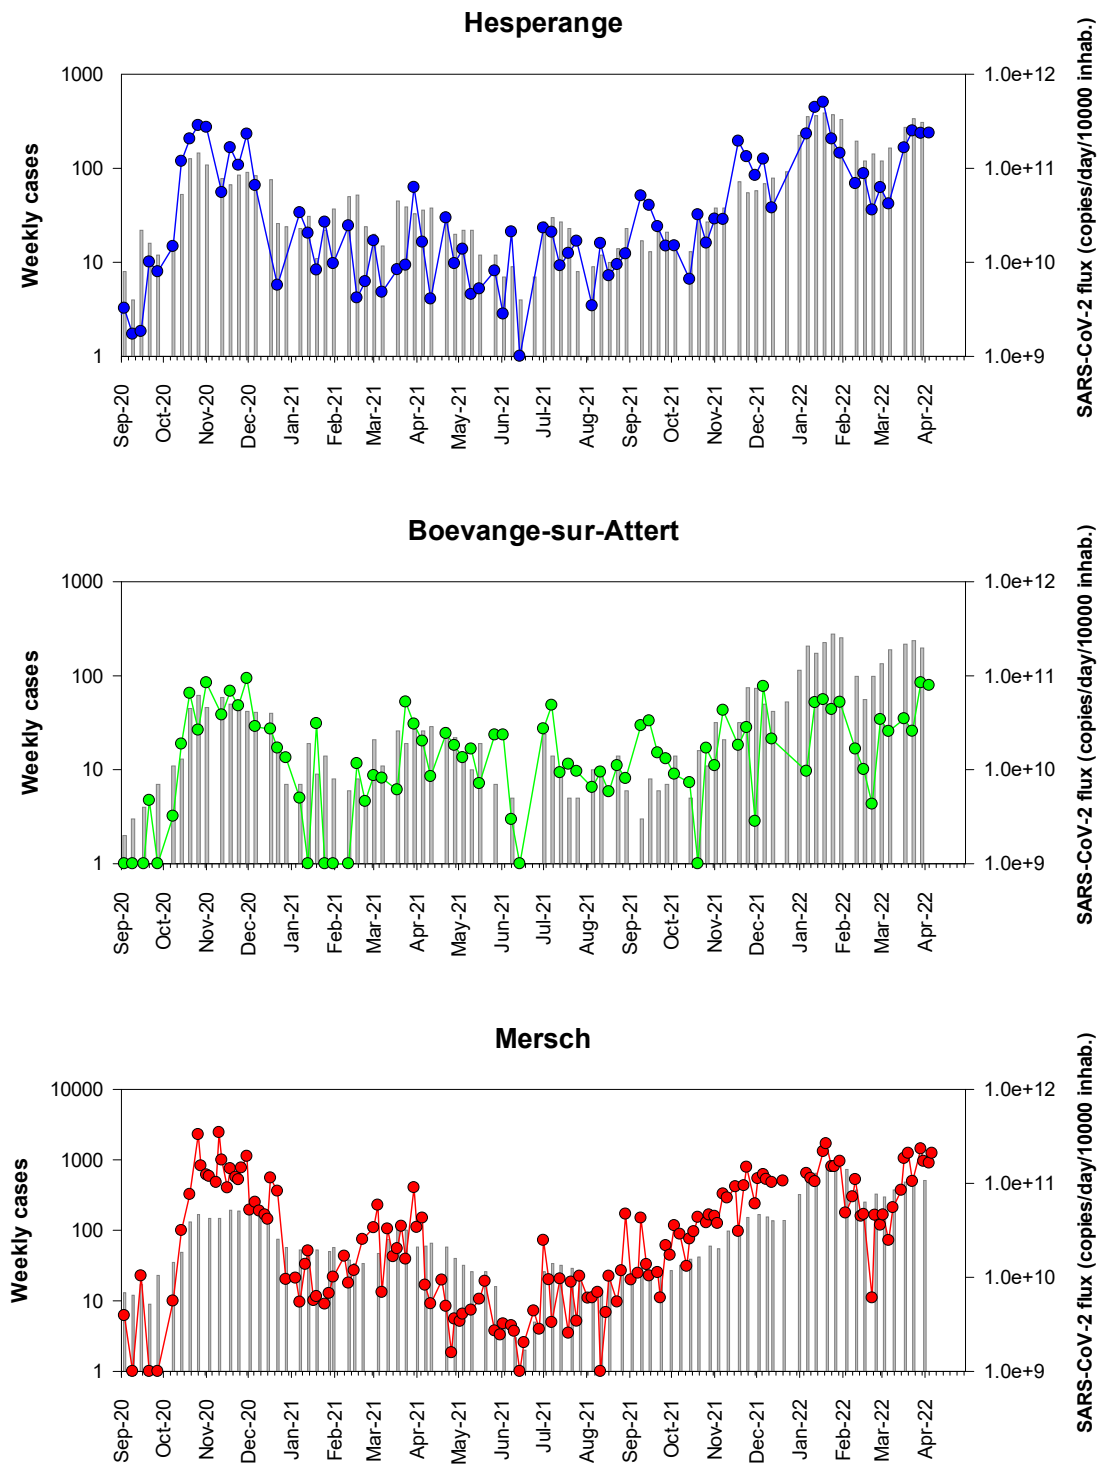 Hesperange
Weekly cases
1000
100
10
1
1.0e+12
1.0e+11
1.0e+10
1.0e+9
SARS-CoV-2 flux (copies/day/10000 inhab.)
Sep-20
Oct-20
Nov-20
Dec-20
Jan-21
Feb-21
Mar-21
Apr-21
May-21
Jun-21
Jul-21
Aug-21
Sep-21
Oct-21
Nov-21
Dec-21
Jan-22
Feb-22
Mar-22
Apr-22
Boevange-sur-Attert
Weekly cases
1000
100
10
1
1.0e+12
1.0e+11
1.0e+10
1.0e+9
SARS-CoV-2 flux (copies/day/10000 inhab.)
Sep-20
Oct-20
Nov-20
Dec-20
Jan-21
Feb-21
Mar-21
Apr-21
May-21
Jun-21
Jul-21
Aug-21
Sep-21
Oct-21
Nov-21
Dec-21
Jan-22
Feb-22
Mar-22
Apr-22
Mersch
Weekly cases
10000
1000
100
10
1
1.0e+12
1.0e+11
1.0e+10
1.0e+9
SARS-CoV-2 flux (copies/day/10000 inhab.)
Sep-20
Oct-20
Nov-20
Dec-20
Jan-21
Feb-21
Mar-21
Apr-21
May-21
Jun-21
Jul-21
Aug-21
Sep-21
Oct-21
Nov-21
Dec-21
Jan-22
Feb-22
Mar-22
Apr-22